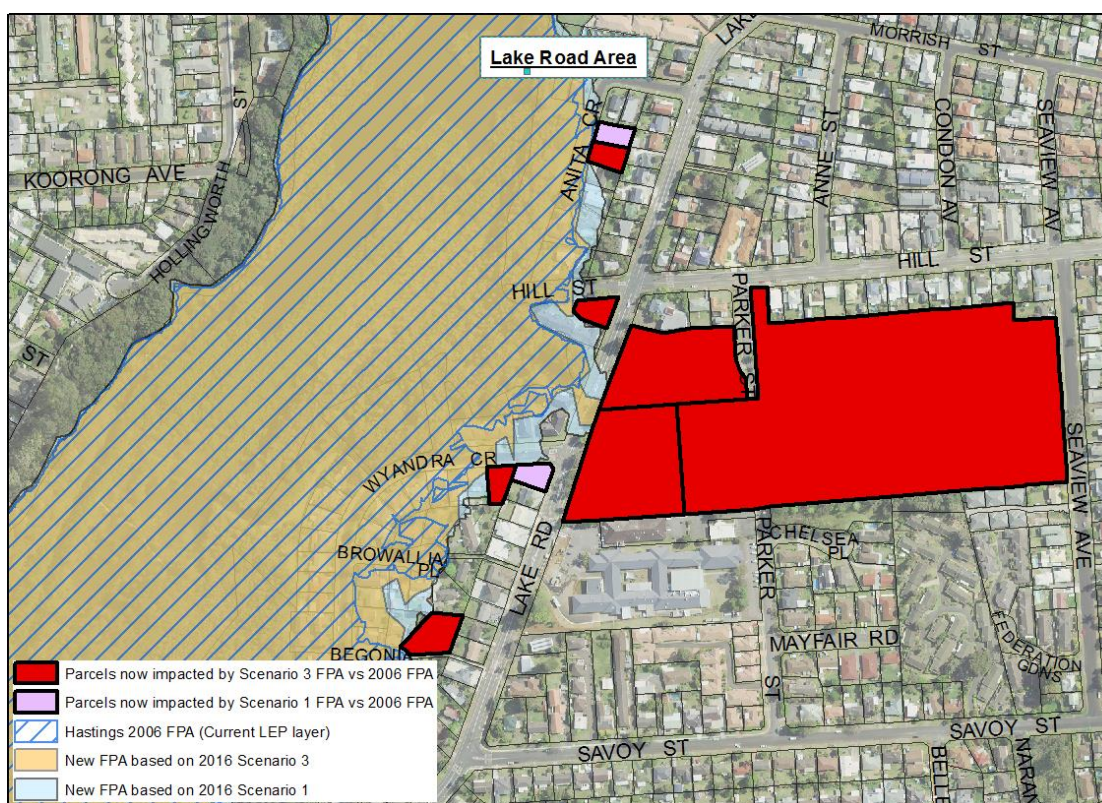 Lake Road Area
LAKE
MORRISH ST
ANITA CR
ANNE ST
CONDON AV
SEAVIEW AV
KOORONG AVE
HOLLINGWORTH ST
ST
HILL ST
HILL ST
PARKER ST
WYANDRA CR
SEAVIEW AVE
BROWALLIA PL
LAKE RD
PARKER ST
CHELSEA PL
MAYFAIR RD
FEDERATION GDNS
BEGONIA
SAVOY ST
SAVOY ST
BELLE
NARAN
Parcels now impacted by Scenario 3 FPA vs 2006 FPA
Parcels now impacted by Scenario 1 FPA vs 2006 FPA
Hastings 2006 FPA (Current LEP layer)
New FPA based on 2016 Scenario 3
New FPA based on 2016 Scenario 1